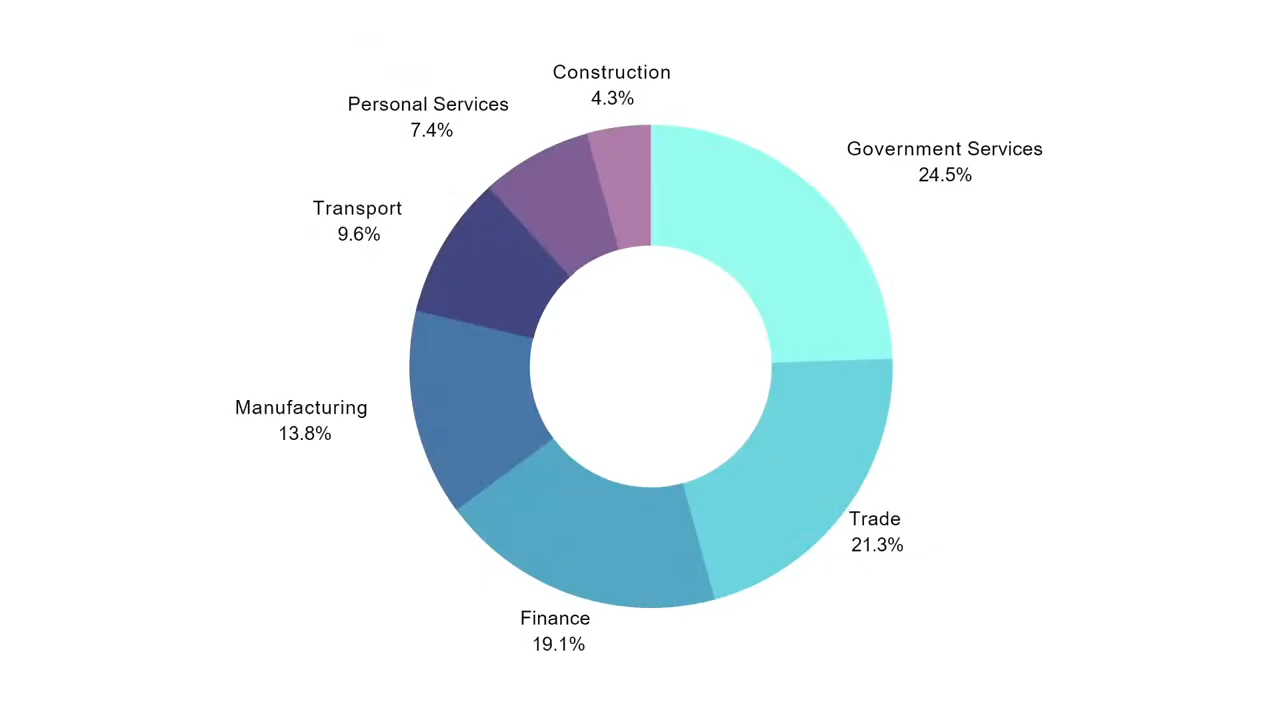 Construction
4.3%
Personal Services
7.4%
Government Services
24.5%
Transport
9.6%
Manufacturing
13.8%
Trade
21.3%
Finance
19.1%